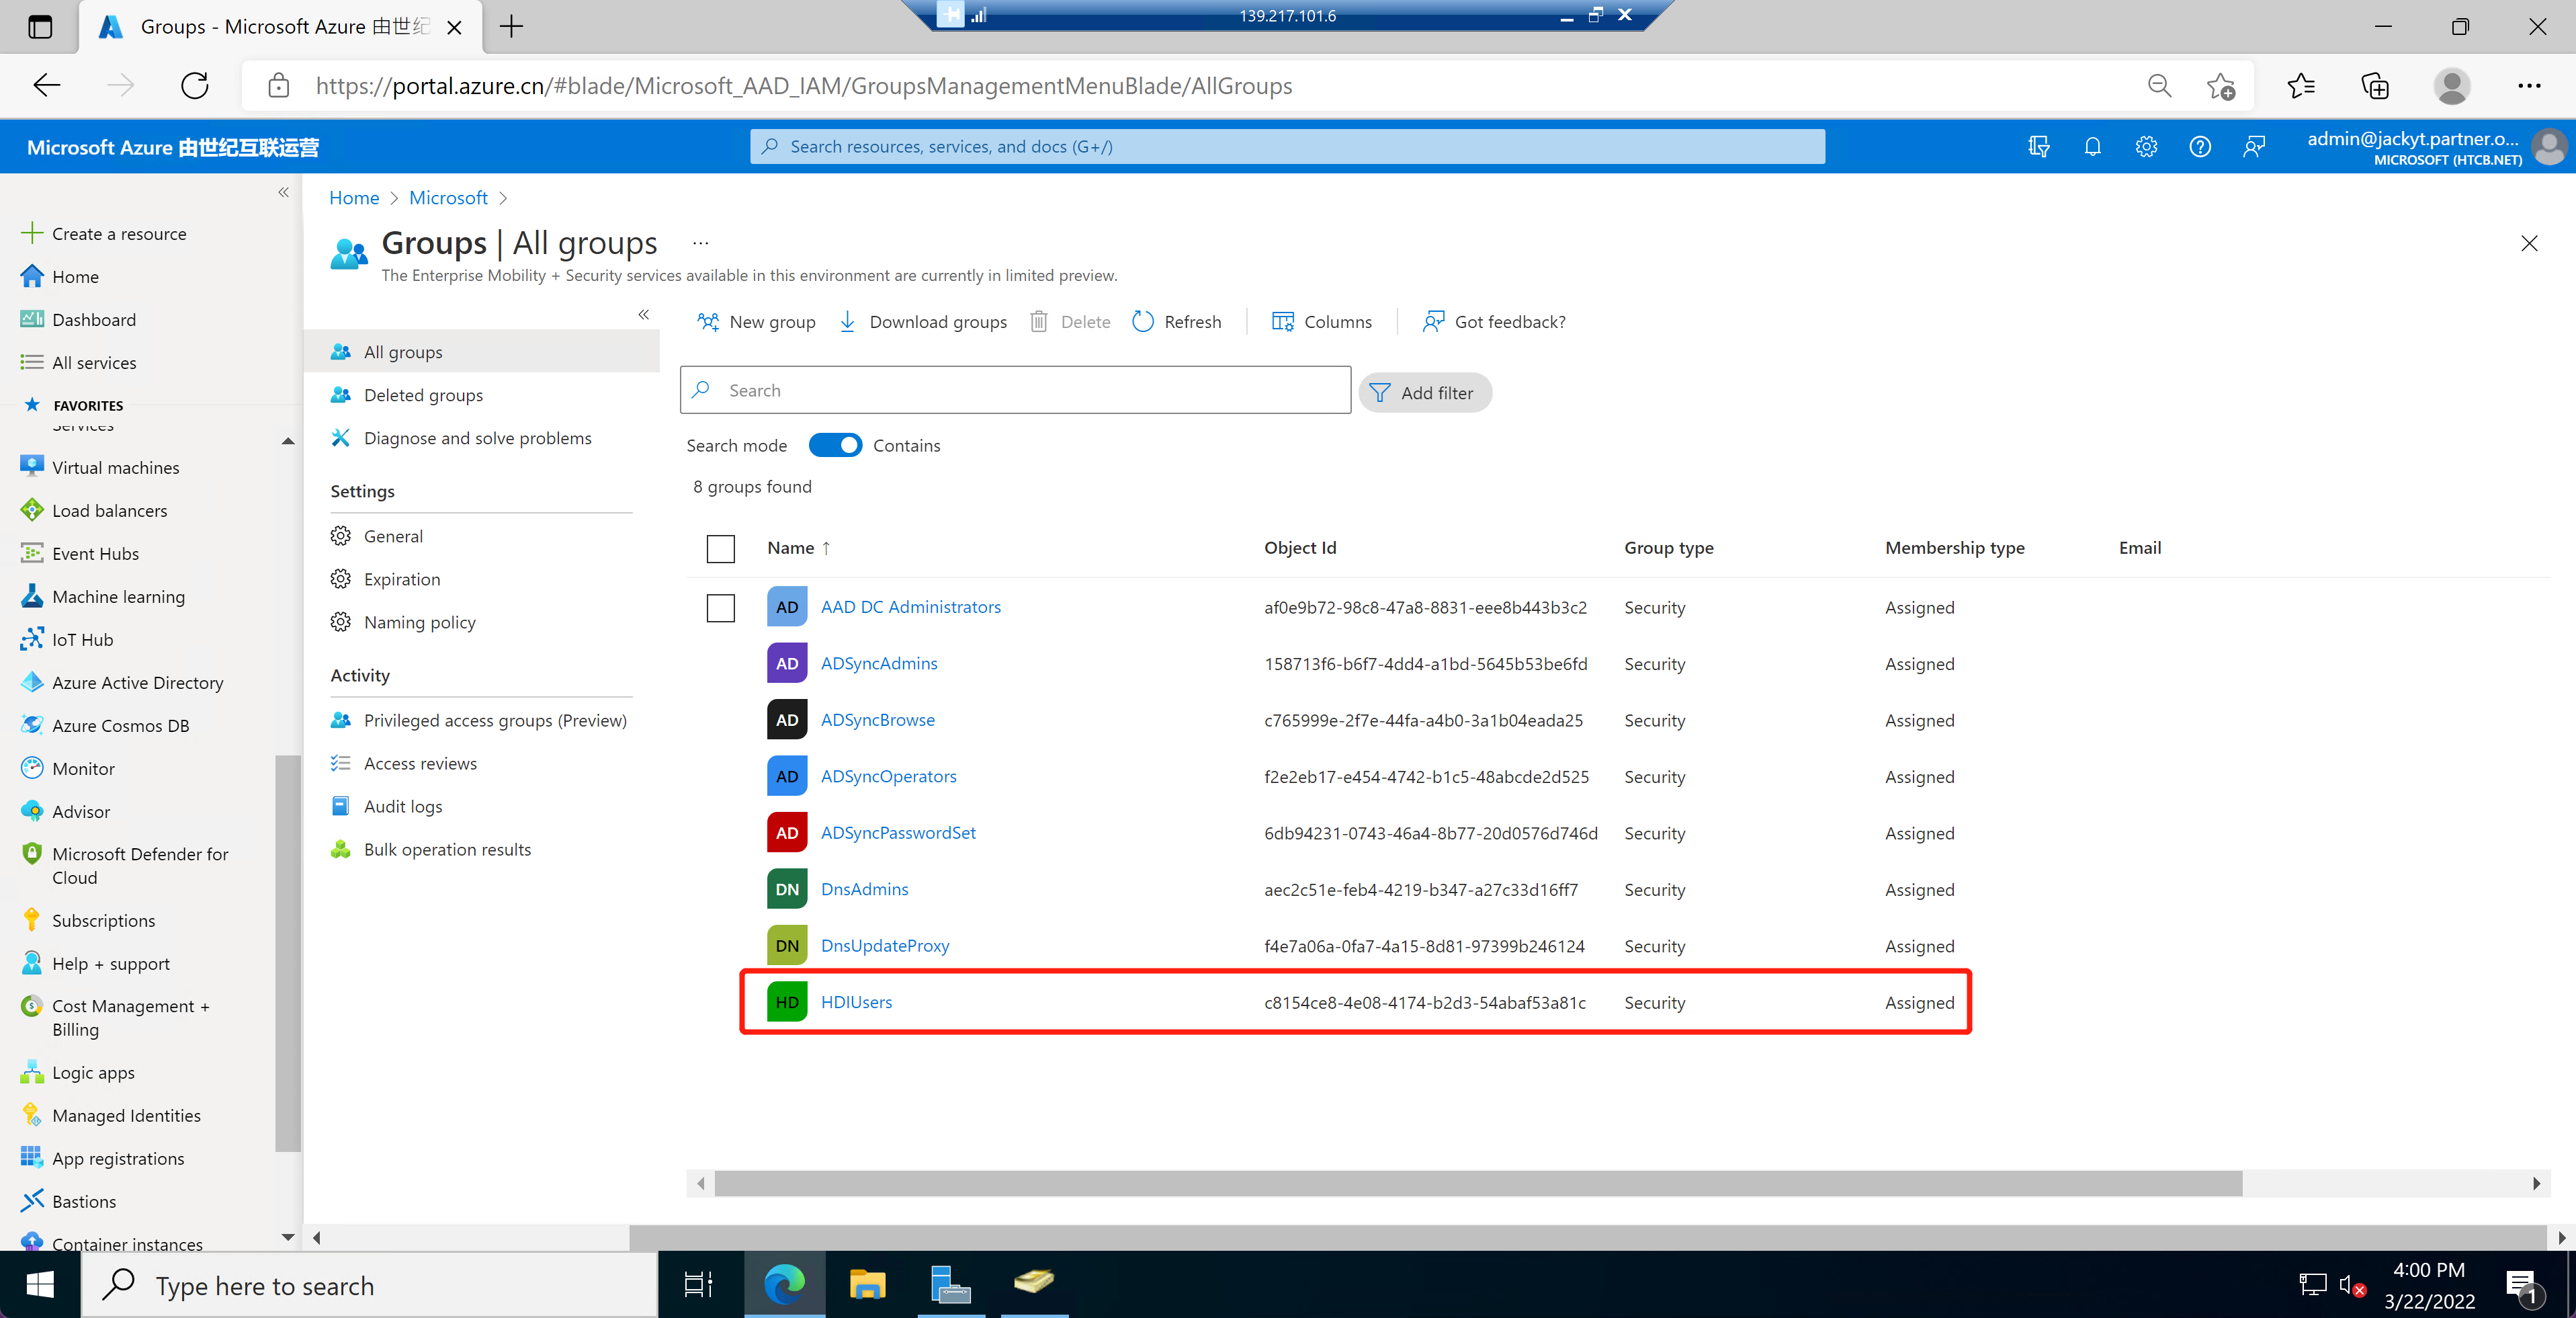 Groups - Microsoft Azure 由世纪
139.217.101.6
https://portal.azure.cn/#blade/Microsoft_AAD_IAM/GroupsManagementMenuBlade/AllGroups
Microsoft Azure 由世纪互联运营
Search resources, services, and docs (G+/)
admin@jackyt.partner.o...
MICROSOFT (HTCB.NET)
Create a resource
Home
Dashboard
All services
FAVORITES
Services
Virtual machines
Load balancers
Event Hubs
Machine learning
IoT Hub
Azure Active Directory
Azure Cosmos DB
Monitor
Advisor
Microsoft Defender for
Cloud
Subscriptions
Help + support
Cost Management +
Billing
Logic apps
Managed Identities
App registrations
Bastions
Container instances
Home > Microsoft >
Groups | All groups ...
The Enterprise Mobility + Security services available in this environment are currently in limited preview.
All groups
Deleted groups
Diagnose and solve problems
Settings
General
Expiration
Naming policy
Activity
Privileged access groups (Preview)
Access reviews
Audit logs
Bulk operation results
New group Download groups Delete Refresh Columns Got feedback?
Search Add filter
Search mode Contains
8 groups found
Name ↑ Object Id Group type Membership type Email
AD AAD DC Administrators af0e9b72-98c8-47a8-8831-eee8b443b3c2 Security Assigned
AD ADSyncAdmins 158713f6-b6f7-4dd4-a1bd-5645b53be6fd Security Assigned
AD ADSyncBrowse c765999e-2f7e-44fa-a4b0-3a1b04eada25 Security Assigned
AD ADSyncOperators f2e2eb17-e454-4742-b1c5-48abcde2d525 Security Assigned
AD ADSyncPasswordSet 6db94231-0743-46a4-8b77-20d0576d746d Security Assigned
DN DnsAdmins aec2c51e-feb4-4219-b347-a27c33d16ff7 Security Assigned
DN DnsUpdateProxy f4e7a06a-0fa7-4a15-8d81-97399b246124 Security Assigned
HD HDIUsers c8154ce8-4e08-4174-b2d3-54abaf53a81c Security Assigned
Type here to search
4:00 PM
3/22/2022
1